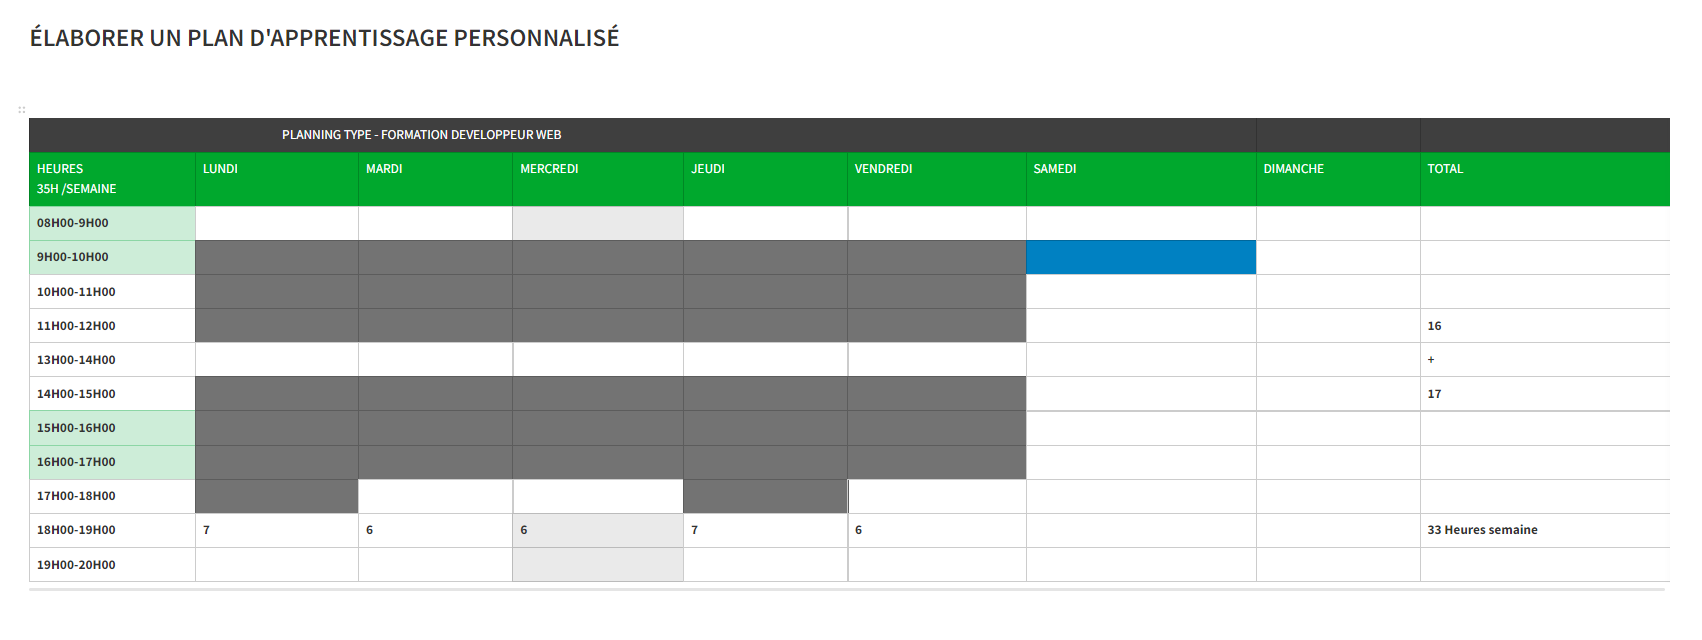 ÉLABORER UN PLAN D'APPRENTISSAGE PERSONNALISÉ
PLANNING TYPE - FORMATION DEVELOPPEUR WEB
HEURES LUNDI MARDI MERCREDI JEUDI VENDREDI SAMEDI DIMANCHE TOTAL
35H /SEMAINE
08H00-9H00
9H00-10H00
10H00-11H00
11H00-12H00 16
13H00-14H00 +
14H00-15H00 17
15H00-16H00
16H00-17H00
17H00-18H00
18H00-19H00 7 6 6 7 6 33 Heures semaine
19H00-20H00